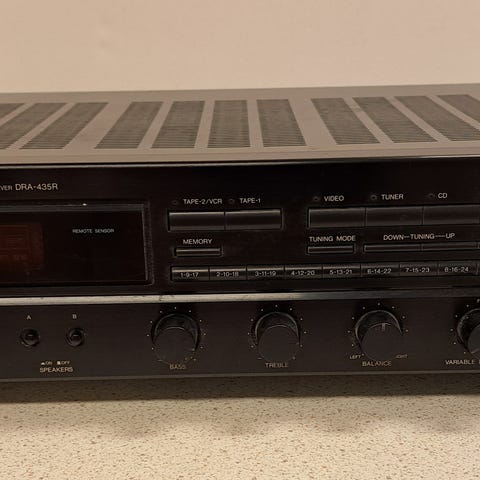 VER DRA-435R
TAPE-2/VCR TAPE-1 VIDEO TUNER CD
REMOTE SENSOR
MEMORY TUNING MODE DOWN—TUNING—UP
1-9-17 2-10-18 3-11-19 4-12-20 5-13-21 6-14-22 7-15-23 8-16-24
A B
ON OFF
SPEAKERS
BASS TREBLE LEFT BALANCE VARIABLE